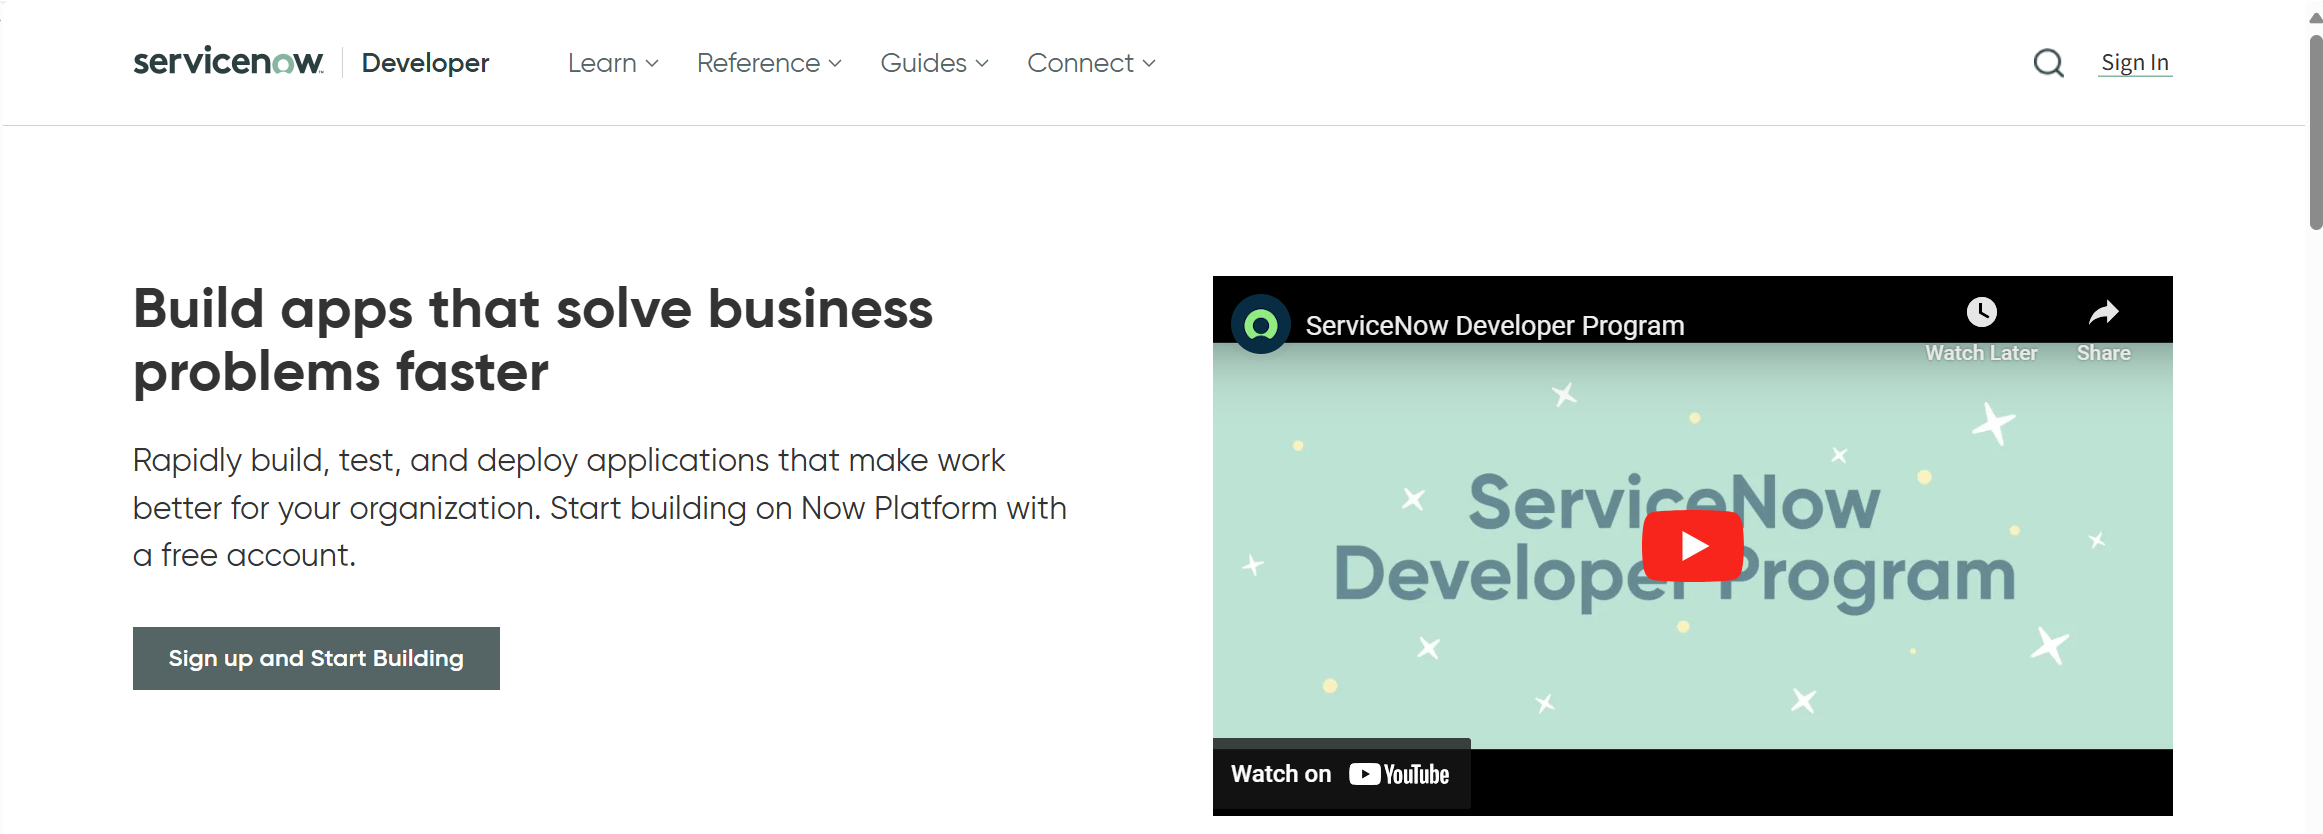 servicenow Developer Learn Reference Guides Connect Sign In
Build apps that solve business
problems faster
Rapidly build, test, and deploy applications that make work
better for your organization. Start building on Now Platform with
a free account.
Sign up and Start Building
ServiceNow Developer Program
Watch Later Share
ServiceNow
Developer Program
Watch on YouTube